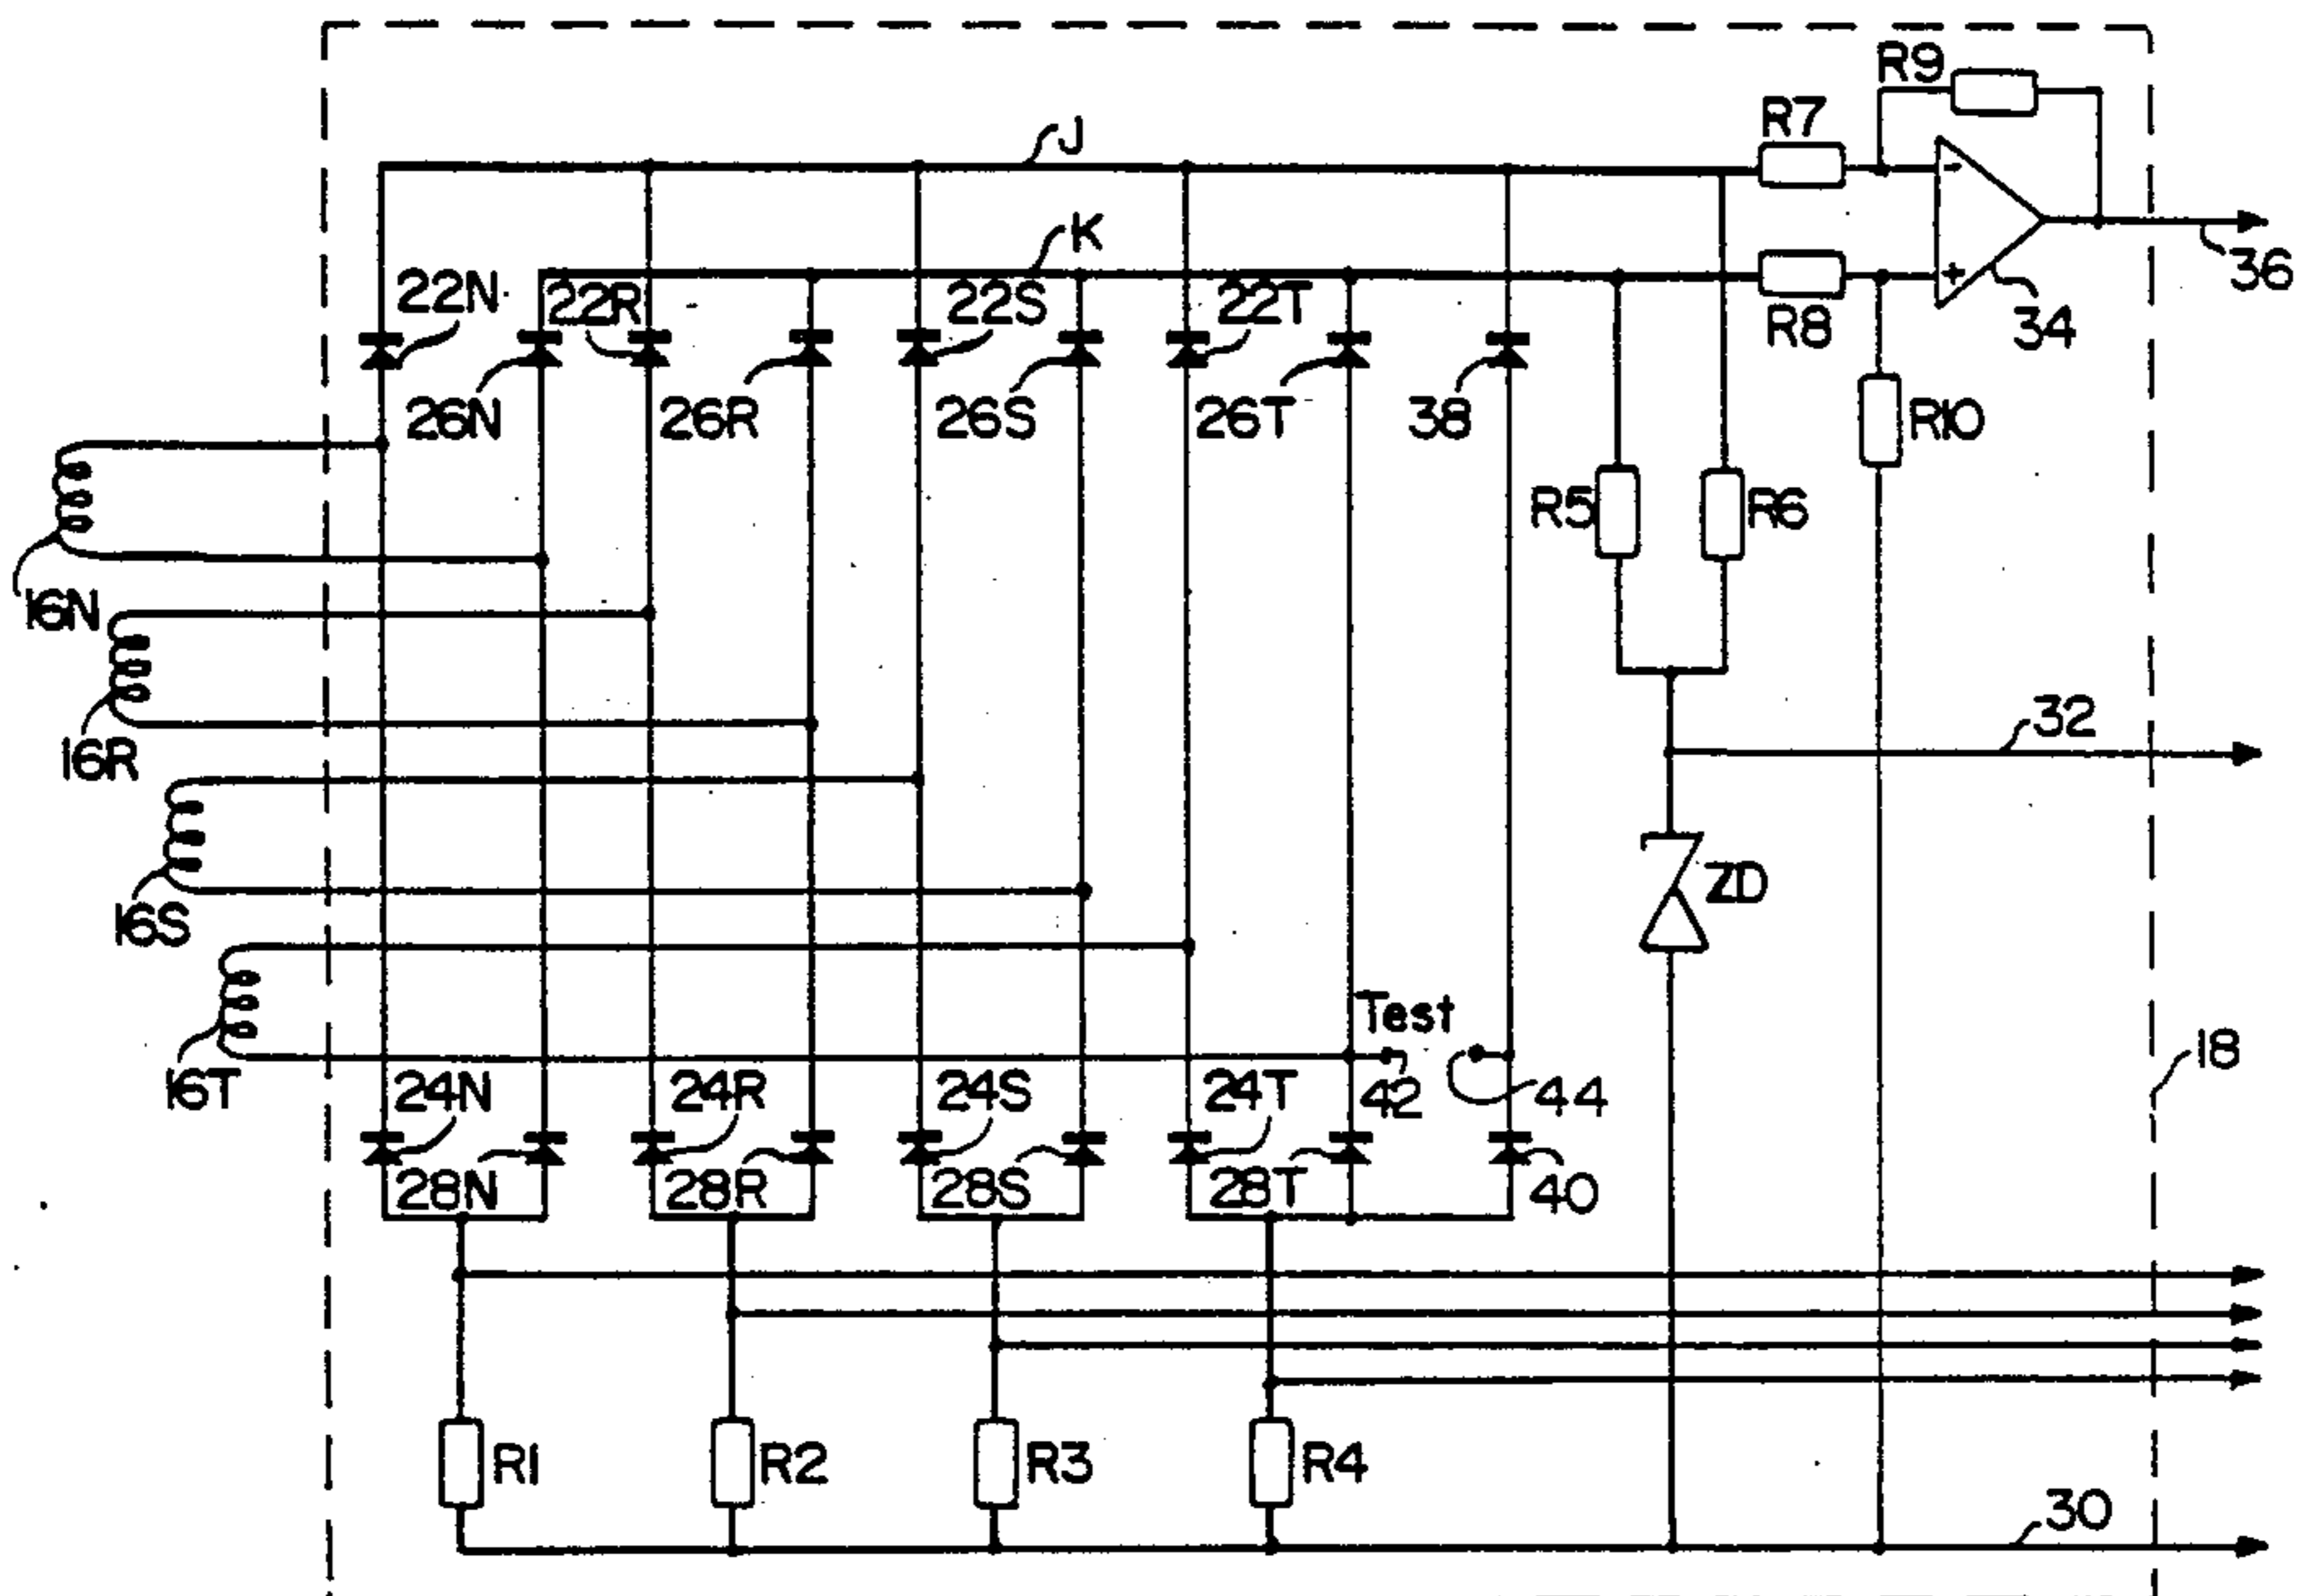 R9
R7
J
K
36
22N
22R
22S
22T
34
R8
26N
26R
26S
26T
38
R10
R5
R6
16N
32
16R
ZD
16S
Test
18
16T
24N
24R
24S
24T
42
44
28N
28R
28S
28T
40
R1
R2
R3
R4
30
- 
+